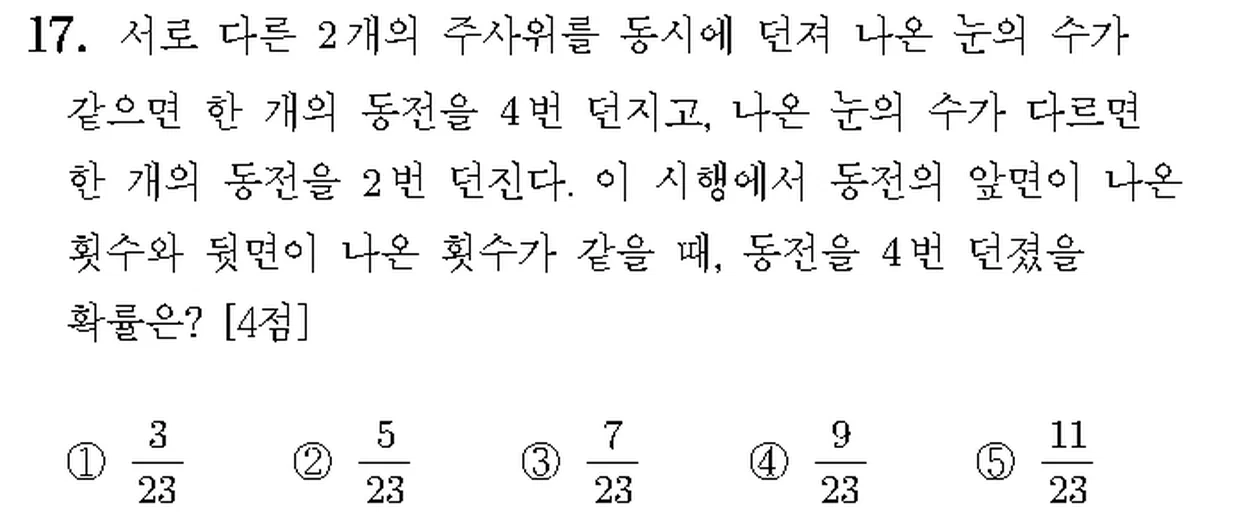 17. 서로 다른 2개의 주사위를 동시에 던져 나온 눈의 수가
같으면 한 개의 동전을 4번 던지고, 나온 눈의 수가 다르면
한 개의 동전을 2번 던진다. 이 시행에서 동전의 앞면이 나온
횟수와 뒷면이 나온 횟수가 같을 때, 동전을 4번 던졌을
확률은? [4점]
① 3/23 ② 5/23 ③ 7/23 ④ 9/23 ⑤ 11/23